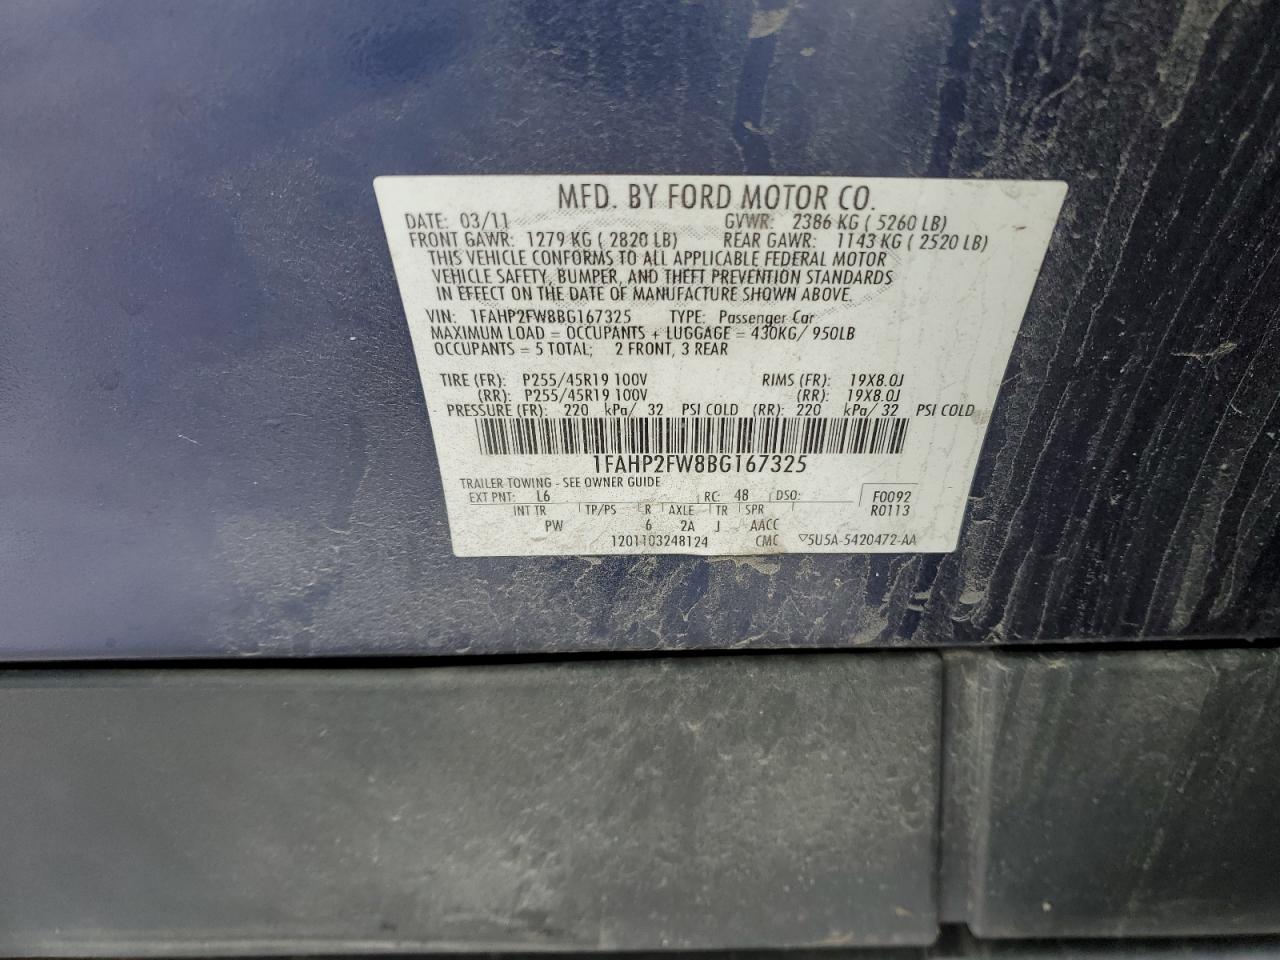 MFD. BY FORD MOTOR CO.
DATE: 03/11 GVWR: 2386 KG ( 5260 LB)
FRONT GAWR: 1279 KG ( 2820 LB) REAR GAWR: 1143 KG ( 2520 LB)
THIS VEHICLE CONFORMS TO ALL APPLICABLE FEDERAL MOTOR
VEHICLE SAFETY, BUMPER, AND THEFT PREVENTION STANDARDS
IN EFFECT ON THE DATE OF MANUFACTURE SHOWN ABOVE.
VIN: 1FAHP2FW8BG167325 TYPE: Passenger Car
MAXIMUM LOAD = OCCUPANTS + LUGGAGE = 430KG/ 950LB
OCCUPANTS = 5 TOTAL; 2 FRONT, 3 REAR
TIRE (FR): P255/45R19 100V RIMS (FR): 19X8.0J
(RR): P255/45R19 100V (RR): 19X8.0J
PRESSURE (FR): 220 kPa/ 32 PSI COLD (RR): 220 kPa/ 32 PSI COLD
1FAHP2FW8BG167325
TRAILER TOWING - SEE OWNER GUIDE
EXT PNT: L6 RC: 48 DSO: F0092
INT TR TP/PS R AXLE TR SPR R0113
PW 6 2A J AACC
1201103248124 CMC ▽5U5A-5420472-AA